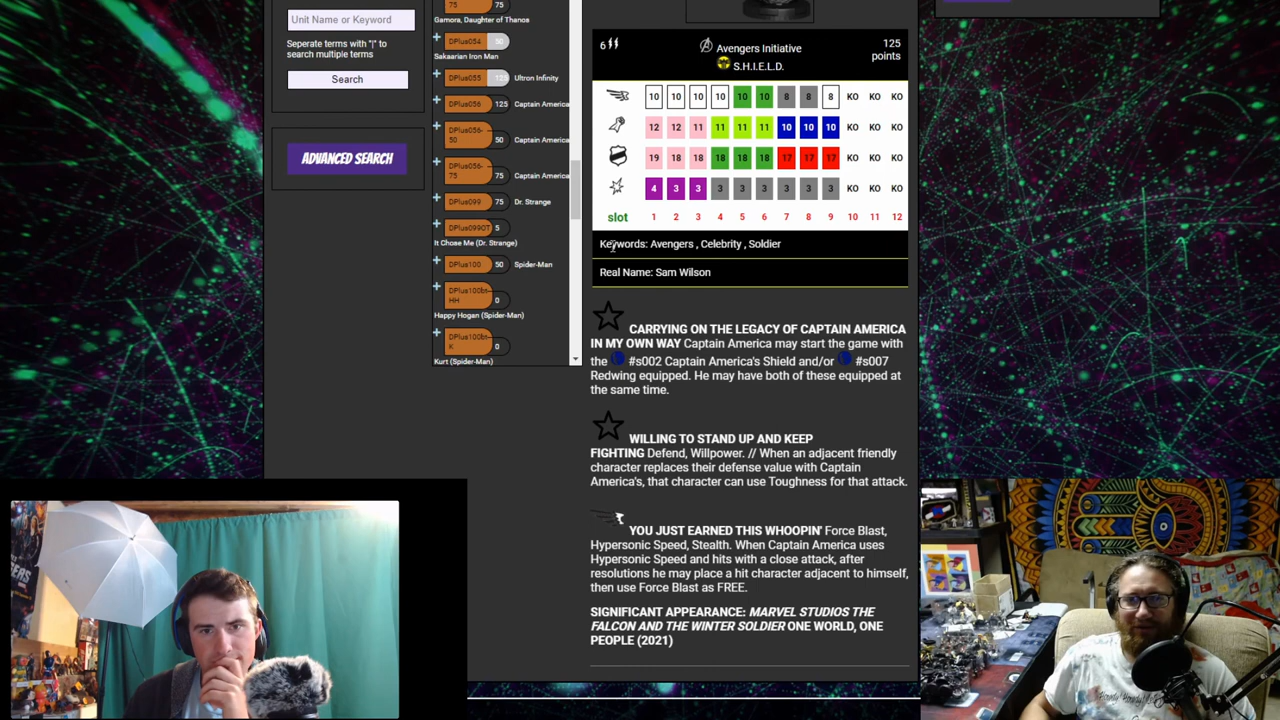 Unit Name or Keyword
Seperate terms with "|" to
search multiple terms
Search
ADVANCED SEARCH
75
75
Gamora, Daughter of Thanos
DPlus054 50
Sakaarian Iron Man
DPlus055 125 Ultron Infinity
DPlus056 125 Captain America
DPlus056-
50
50 Captain America
DPlus056-
75
75 Captain America
DPlus099 75 Dr. Strange
DPlus099OT 5
It Chose Me (Dr. Strange)
DPlus100 50 Spider-Man
DPlus100bt-
HH
0
Happy Hogan (Spider-Man)
DPlus100bt-
K
0
Kurt (Spider-Man)
6
Avengers Initiative
S.H.I.E.L.D.
125
points
10 10 10 10 10 10 8 8 8 KO KO KO
12 12 11 11 11 11 10 10 10 KO KO KO
19 18 18 18 18 18 17 17 17 KO KO KO
4 3 3 3 3 3 3 3 3 KO KO KO
slot 1 2 3 4 5 6 7 8 9 10 11 12
Keywords: Avengers , Celebrity , Soldier
Real Name: Sam Wilson
CARRYING ON THE LEGACY OF CAPTAIN AMERICA
IN MY OWN WAY Captain America may start the game with
the #s002 Captain America's Shield and/or #s007
Redwing equipped. He may have both of these equipped at
the same time.
WILLING TO STAND UP AND KEEP
FIGHTING Defend, Willpower. // When an adjacent friendly
character replaces their defense value with Captain
America's, that character can use Toughness for that attack.
YOU JUST EARNED THIS WHOOPIN' Force Blast,
Hypersonic Speed, Stealth. When Captain America uses
Hypersonic Speed and hits with a close attack, after
resolutions he may place a hit character adjacent to himself,
then use Force Blast as FREE.
SIGNIFICANT APPEARANCE: MARVEL STUDIOS THE
FALCON AND THE WINTER SOLDIER ONE WORLD, ONE
PEOPLE (2021)